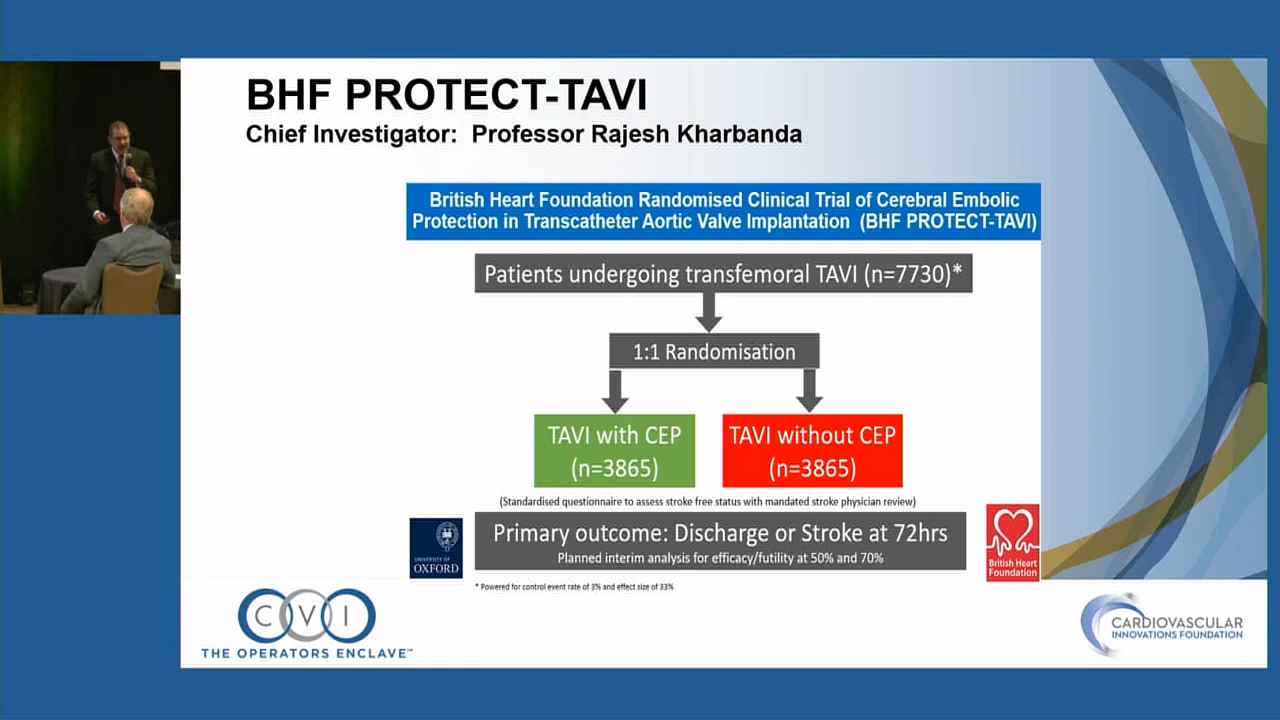 BHF PROTECT-TAVI
Chief Investigator: Professor Rajesh Kharbanda
British Heart Foundation Randomised Clinical Trial of Cerebral Embolic
Protection in Transcatheter Aortic Valve Implantation (BHF PROTECT-TAVI)
Patients undergoing transfemoral TAVI (n=7730)*
1:1 Randomisation
TAVI with CEP
(n=3865)
TAVI without CEP
(n=3865)
(Standardised questionnaire to assess stroke free status with mandated stroke physician review)
Primary outcome: Discharge or Stroke at 72hrs
Planned interim analysis for efficacy/futility at 50% and 70%
UNIVERSITY OF
OXFORD
British Heart
Foundation
* Powered for control event rate of 3% and effect size of 33%
CVI
THE OPERATORS ENCLAVE™
CARDIOVASCULAR
INNOVATIONS FOUNDATION